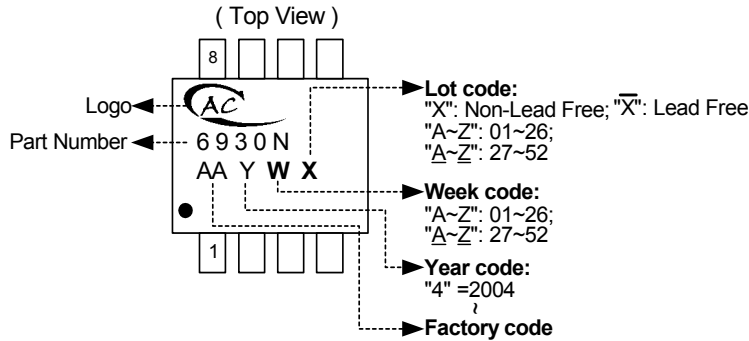 ( Top View )
8
Logo
AC
Part Number
6930N
AA Y W X
1
Lot code:
"X": Non-Lead Free; "X̅": Lead Free
"A~Z": 01~26;
"A̲~Z̲": 27~52
Week code:
"A~Z": 01~26;
"A̲~Z̲": 27~52
Year code:
"4" =2004
~
Factory code